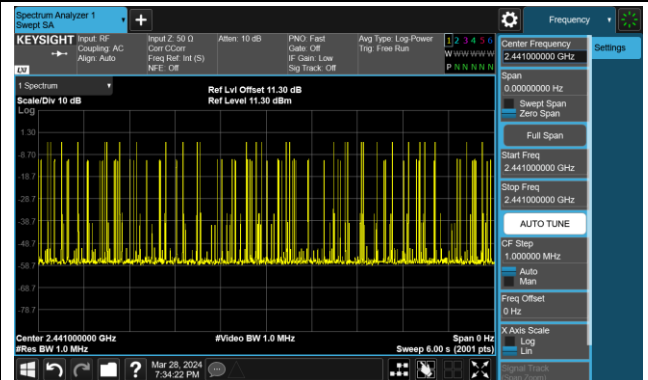 Spectrum Analyzer 1
Swept SA
Frequency
KEYSIGHT
Input: RF
Coupling: AC
Align: Auto
Input Z: 50 Ω
Corr CCorr
Freq Ref: Int (S)
NFE: Off
Atten: 10 dB
PNO: Fast
Gate: Off
IF Gain: Low
Sig Track: Off
Avg Type: Log-Power
Trig: Free Run
1 2 3 4 5 6
W W W W W W
P N N N N N
LXI
Center Frequency
2.441000000 GHz
Settings
Span
0.00000000 Hz
Swept Span
Zero Span
Full Span
Start Freq
2.441000000 GHz
Stop Freq
2.441000000 GHz
AUTO TUNE
CF Step
1.000000 MHz
Auto
Man
Freq Offset
0 Hz
X Axis Scale
Log
Lin
Signal Track
(Span Zoom)
1 Spectrum
Scale/Div 10 dB
Log
Ref Lvl Offset 11.30 dB
Ref Level 11.30 dBm
1.30
-8.70
-18.7
-28.7
-38.7
-48.7
-58.7
-68.7
-78.7
Center 2.441000000 GHz
#Res BW 1.0 MHz
#Video BW 1.0 MHz
Span 0 Hz
Sweep 6.00 s (2001 pts)
?
Mar 28, 2024
7:34:22 PM